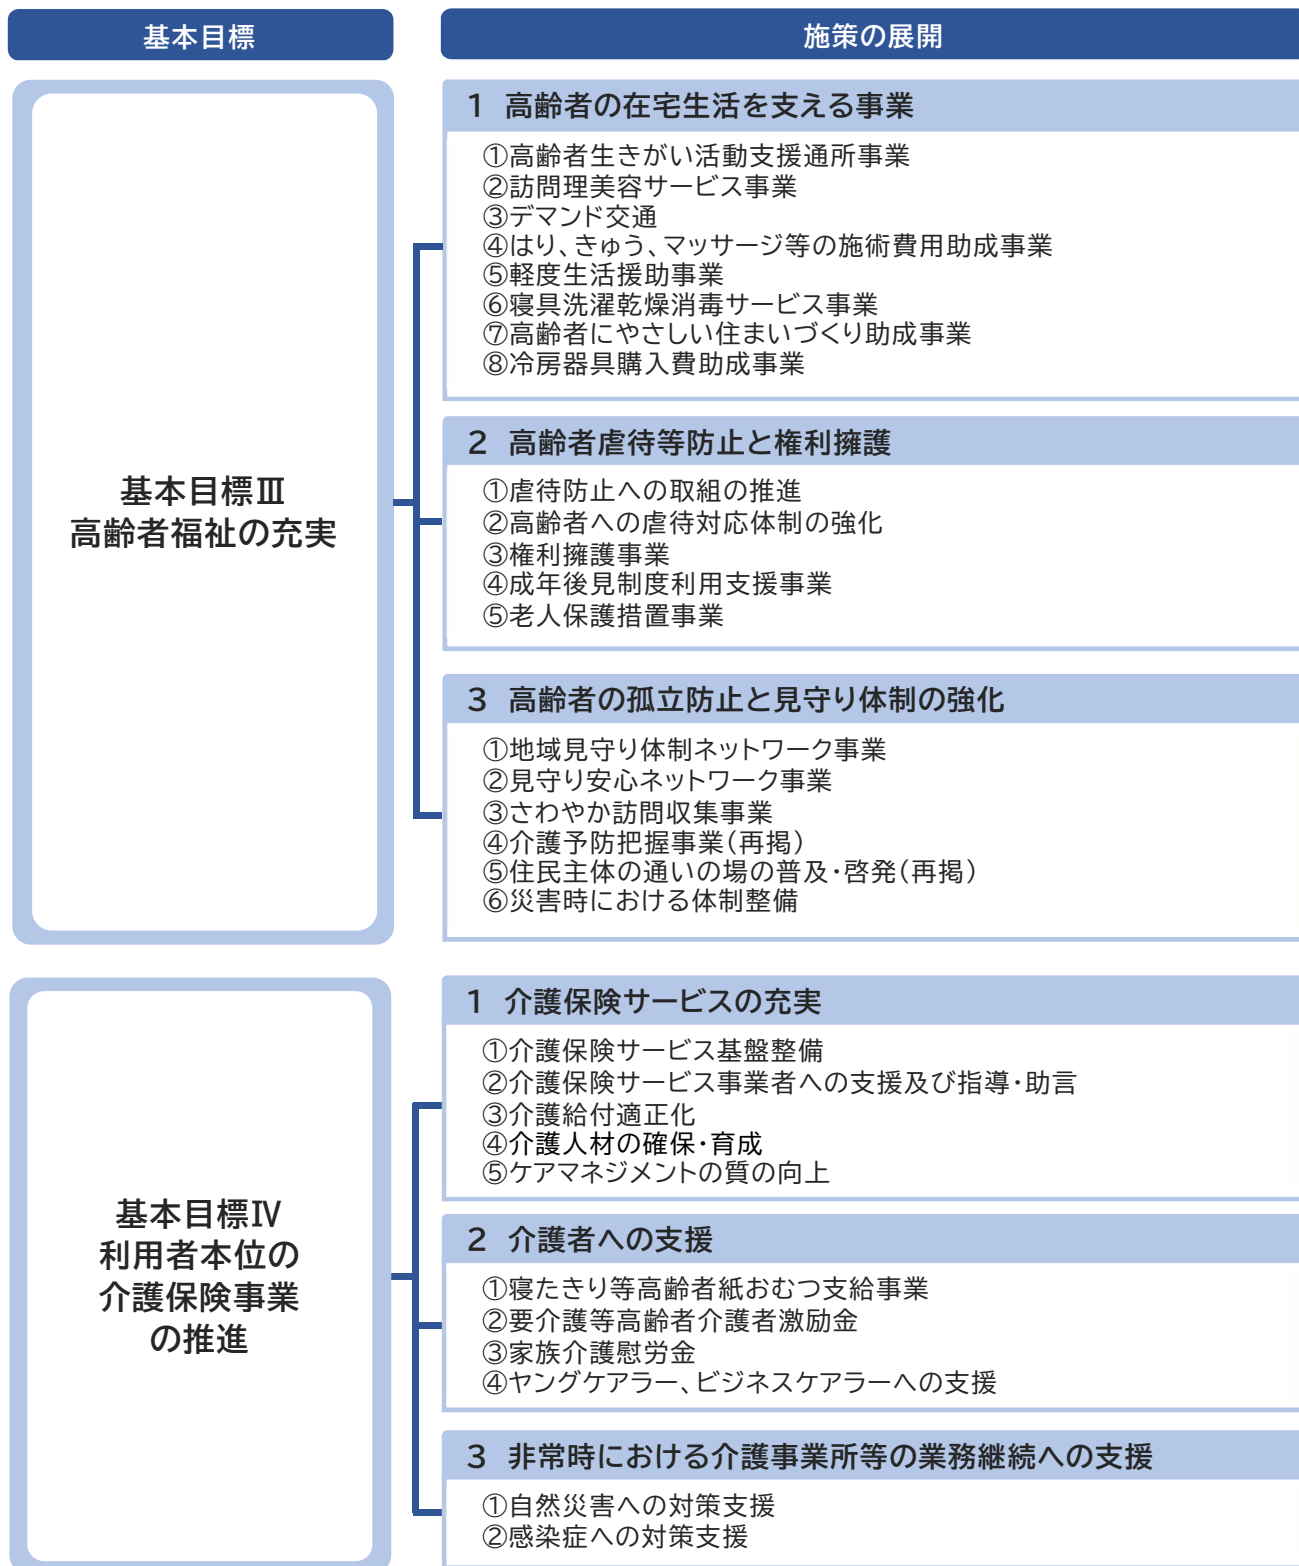 基本目標
施策の展開
基本目標Ⅲ
高齢者福祉の充実
1 高齢者の在宅生活を支える事業
①高齢者生きがい活動支援通所事業
②訪問理美容サービス事業
③デマンド交通
④はり、きゅう、マッサージ等の施術費用助成事業
⑤軽度生活援助事業
⑥寝具洗濯乾燥消毒サービス事業
⑦高齢者にやさしい住まいづくり助成事業
⑧冷房器具購入費助成事業
2 高齢者虐待等防止と権利擁護
①虐待防止への取組の推進
②高齢者への虐待対応体制の強化
③権利擁護事業
④成年後見制度利用支援事業
⑤老人保護措置事業
3 高齢者の孤立防止と見守り体制の強化
①地域見守り体制ネットワーク事業
②見守り安心ネットワーク事業
③さわやか訪問収集事業
④介護予防把握事業(再掲)
⑤住民主体の通いの場の普及・啓発(再掲)
⑥災害時における体制整備
基本目標Ⅳ
利用者本位の
介護保険事業
の推進
1 介護保険サービスの充実
①介護保険サービス基盤整備
②介護保険サービス事業者への支援及び指導・助言
③介護給付適正化
④介護人材の確保・育成
⑤ケアマネジメントの質の向上
2 介護者への支援
①寝たきり等高齢者紙おむつ支給事業
②要介護等高齢者介護者激励金
③家族介護慰労金
④ヤングケアラー、ビジネスケアラーへの支援
3 非常時における介護事業所等の業務継続への支援
①自然災害への対策支援
②感染症への対策支援